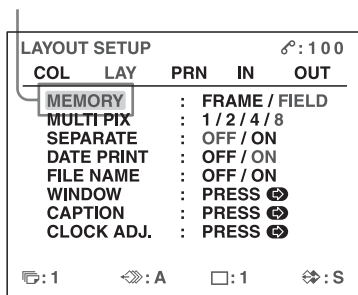 LAYOUT SETUP :100
COL LAY PRN IN OUT
MEMORY : FRAME / FIELD
MULTI PIX : 1 / 2 / 4 / 8
SEPARATE : OFF / ON
DATE PRINT : OFF / ON
FILE NAME : OFF / ON
WINDOW : PRESS
CAPTION : PRESS
CLOCK ADJ. : PRESS
:1 :A :1 :S